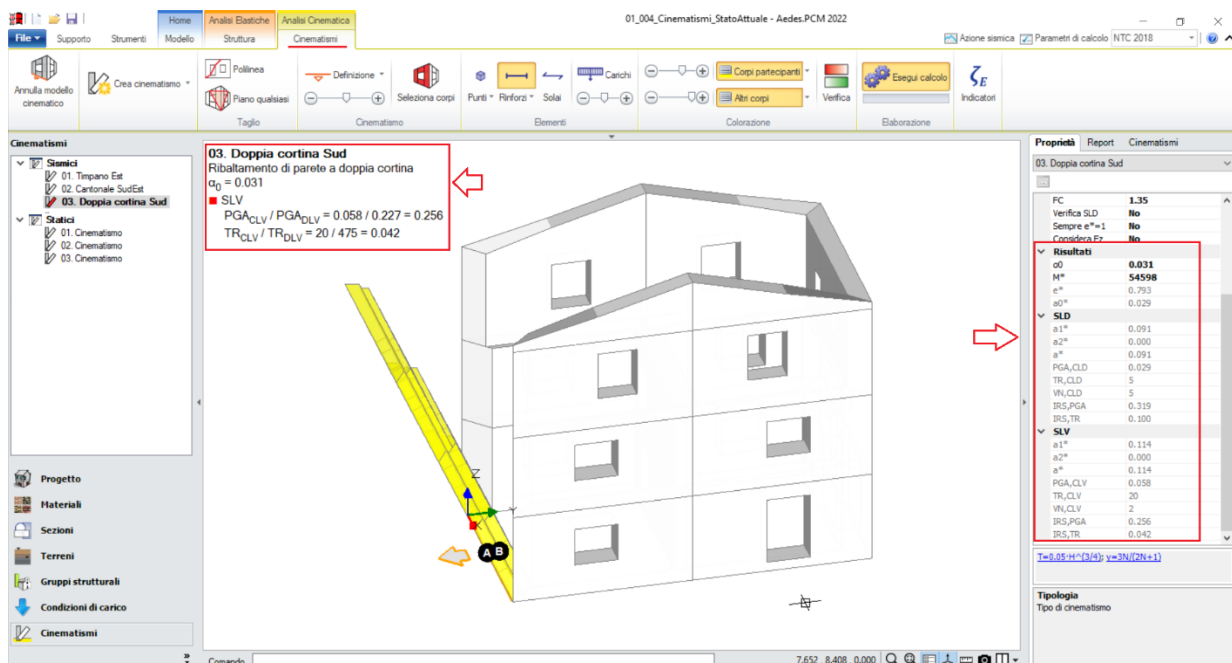 01_004_Cinematismi_StatoAttuale - Aedes.PCM 2022
Home Analisi Elastiche Analisi Cinematica
File Supporto Strumenti Modello Struttura Cinematismi
Azione sismica Parametri di calcolo NTC 2018
Annulla modello cinematico
Crea cinematismo
Polilinea
Piano qualsiasi
Taglio
Definizione
Seleziona corpi
Cinematismo
Punti Rinforzi Solai
Carichi
Elementi
Corpi partecipanti
Altri corpi
Verifica
Colorazione
Esegui calcolo
Elaborazione
ζE
Indicatori
Cinematismi
Sismici
01. Timpano Est
02. Cantonale SudEst
03. Doppia cortina Sud
Statici
01. Cinematismo
02. Cinematismo
03. Cinematismo
Progetto
Materiali
Sezioni
Terreni
Gruppi strutturali
Condizioni di carico
Cinematismi
03. Doppia cortina Sud
Ribaltamento di parete a doppia cortina
α0 = 0.031
SLV
PGACLV / PGADLV = 0.058 / 0.227 = 0.256
TRCLV / TRDLV = 20 / 475 = 0.042
Z
Y
X
A B
Comando
7.652 8.408 0.000
Proprietà Report Cinematismi
03. Doppia cortina Sud
FC 1.35
Verifica SLD No
Sempre e*=1 No
Considera Ez No
Risultati
α0 0.031
M* 54598
e* 0.793
a0* 0.029
SLD
a1* 0.091
a2* 0.000
a* 0.091
PGA,CLD 0.029
TR,CLD 5
VN,CLD 5
IRS,PGA 0.319
IRS,TR 0.100
SLV
a1* 0.114
a2* 0.000
a* 0.114
PGA,CLV 0.058
TR,CLV 20
VN,CLV 2
IRS,PGA 0.256
IRS,TR 0.042
T=0.05·H^(3/4); γ=3N/(2N+1)
Tipologia
Tipo di cinematismo